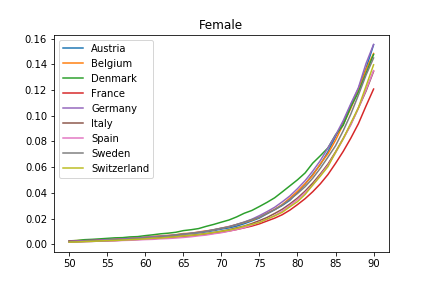 Female
0.16
0.14
0.12
0.10
0.08
0.06
0.04
0.02
0.00
Austria
Belgium
Denmark
France
Germany
Italy
Spain
Sweden
Switzerland
50 55 60 65 70 75 80 85 90